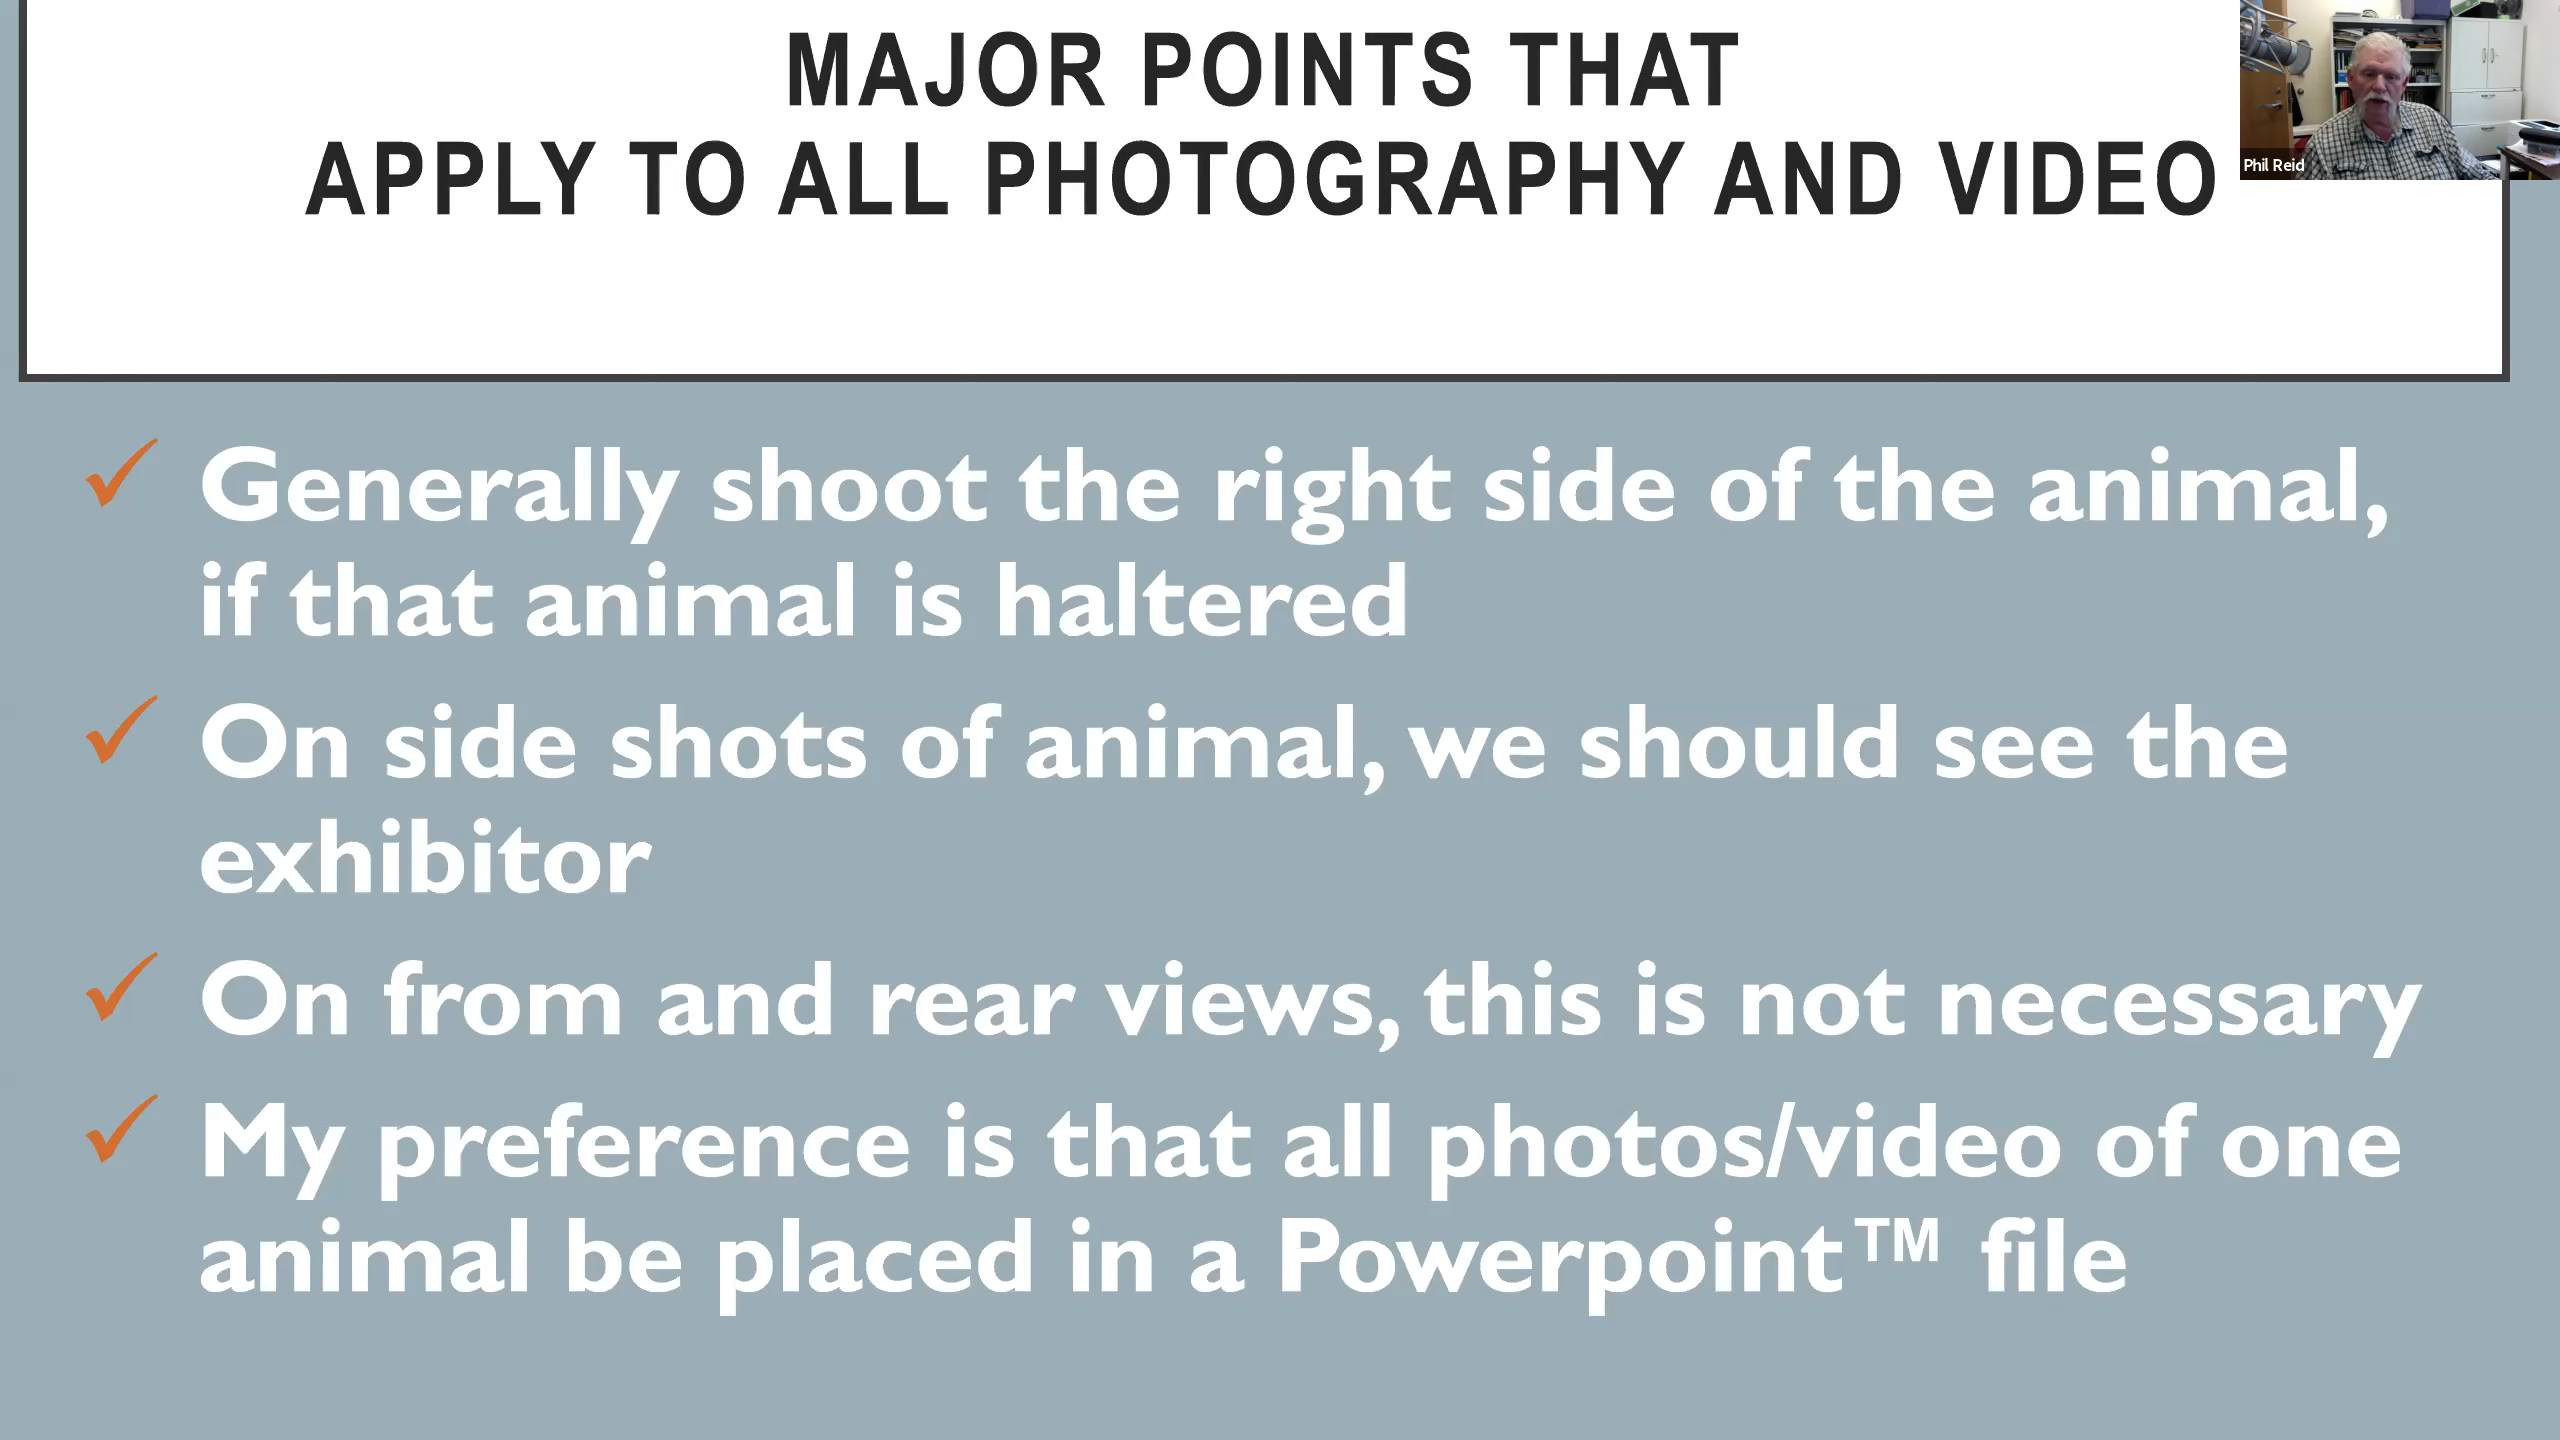 MAJOR POINTS THAT
APPLY TO ALL PHOTOGRAPHY AND VIDEO
Phil Reid
Generally shoot the right side of the animal,
if that animal is haltered
On side shots of animal, we should see the
exhibitor
On from and rear views, this is not necessary
My preference is that all photos/video of one
animal be placed in a Powerpoint™ file